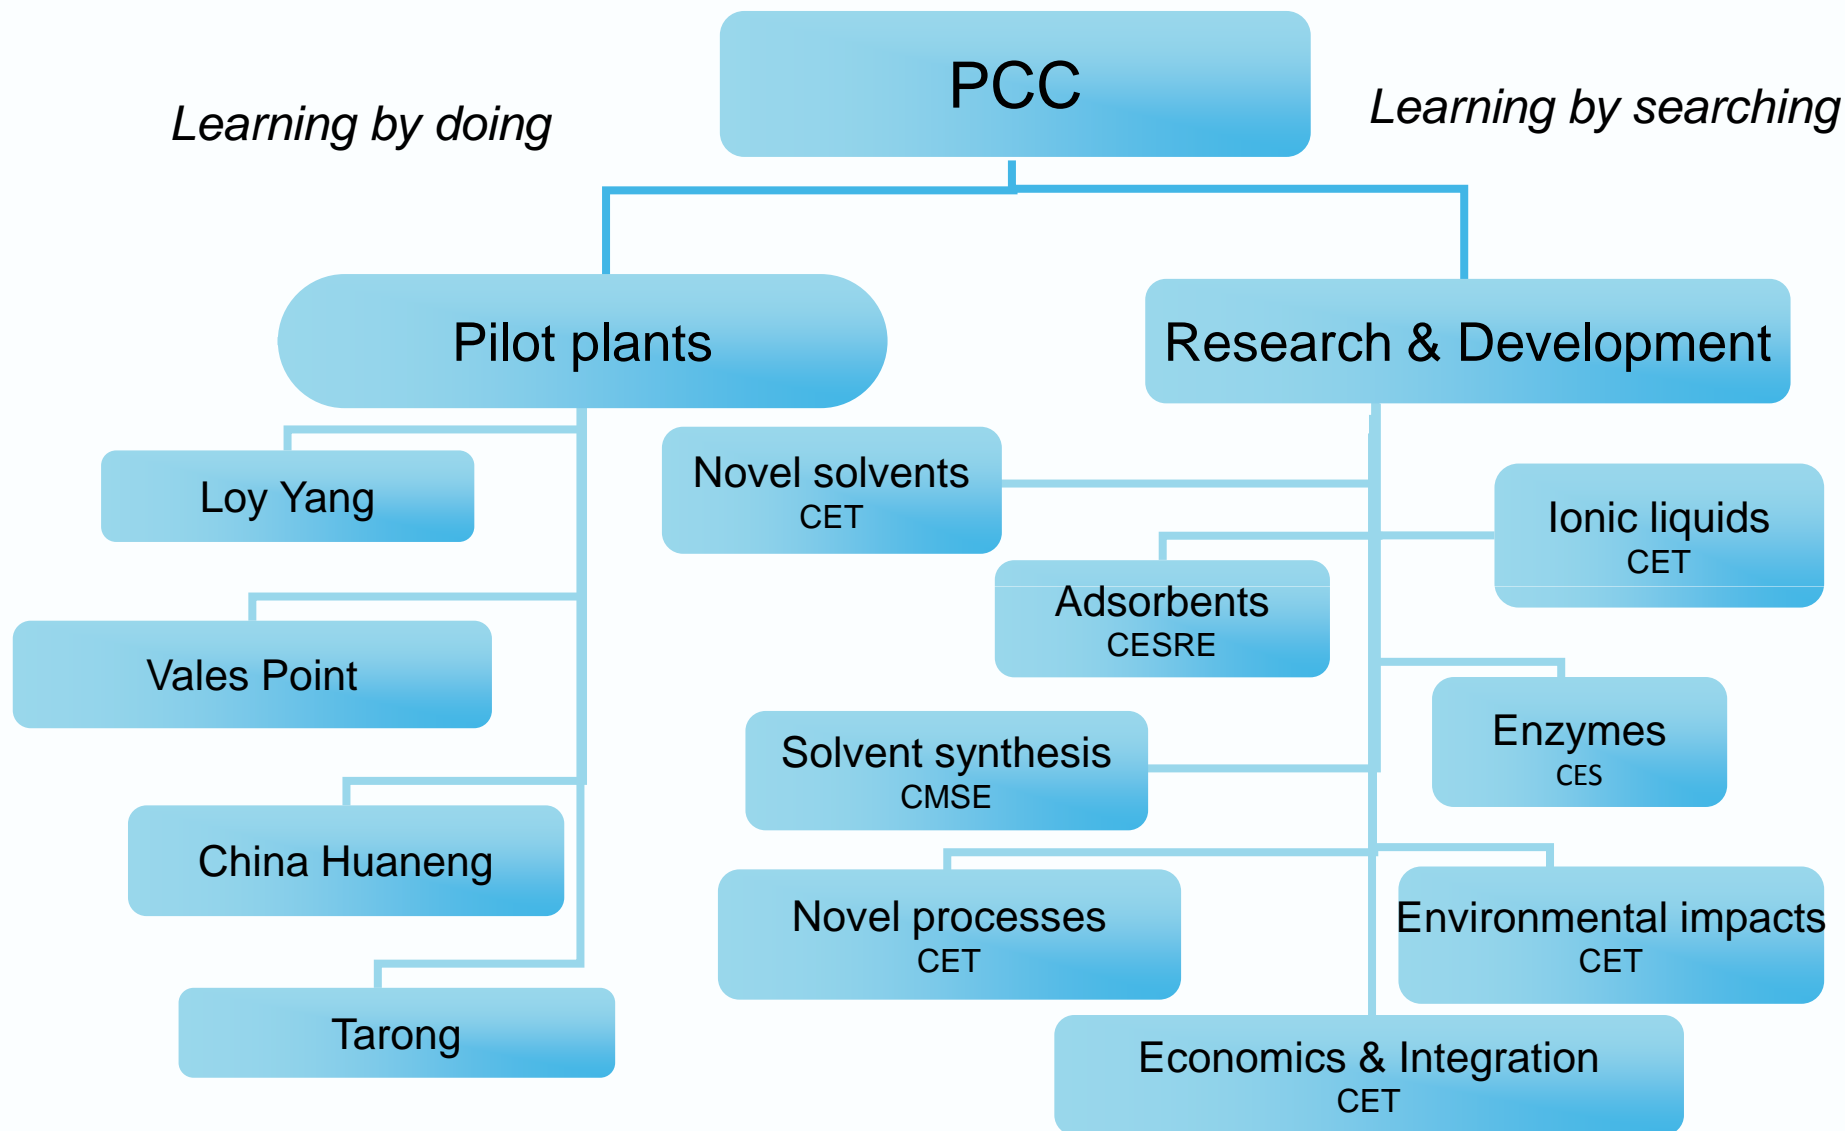 PCC
Learning by doing
Learning by searching
Pilot plants
Research & Development
Loy Yang
Vales Point
China Huaneng
Tarong
Novel solvents
CET
Ionic liquids
CET
Adsorbents
CESRE
Enzymes
CES
Solvent synthesis
CMSE
Novel processes
CET
Environmental impacts
CET
Economics & Integration
CET